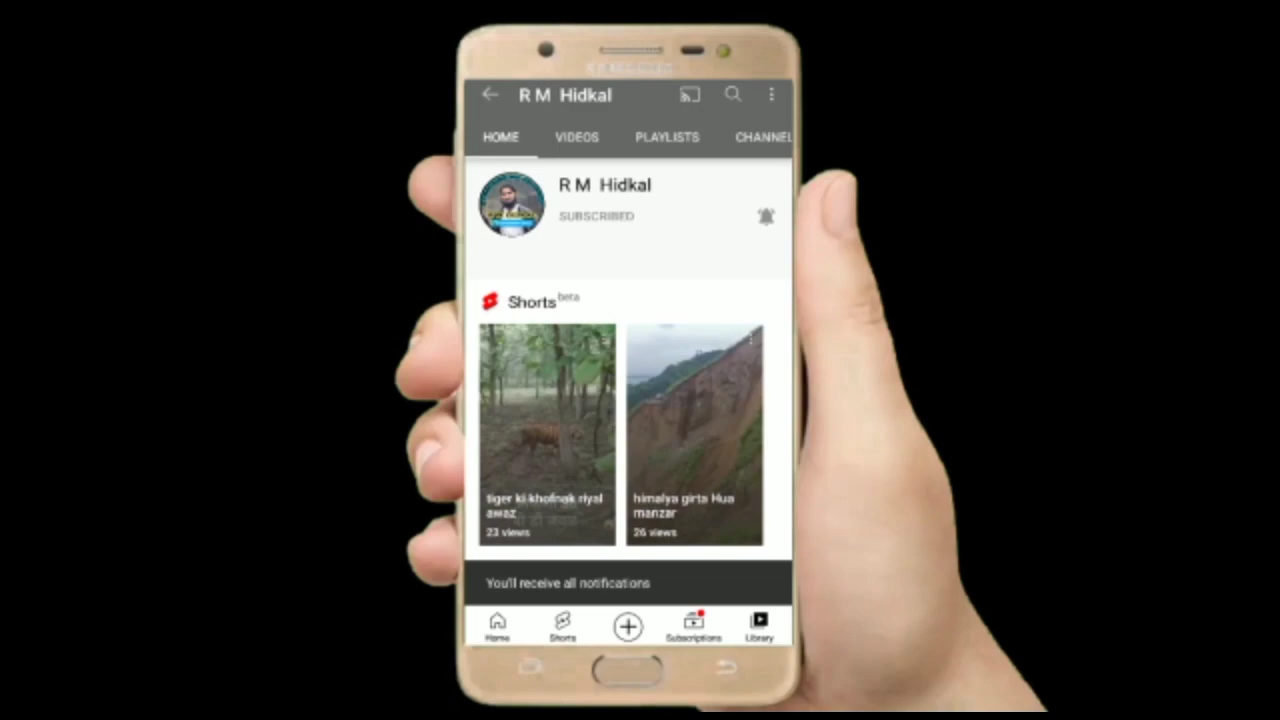 R M Hidkal
HOME VIDEOS PLAYLISTS CHANNEL
R M Hidkal
SUBSCRIBED
Shorts beta
tiger ki khofnak riyal
awaz
23 views
himalya girta Hua
manzar
26 views
You'll receive all notifications
Home Shorts Subscriptions Library